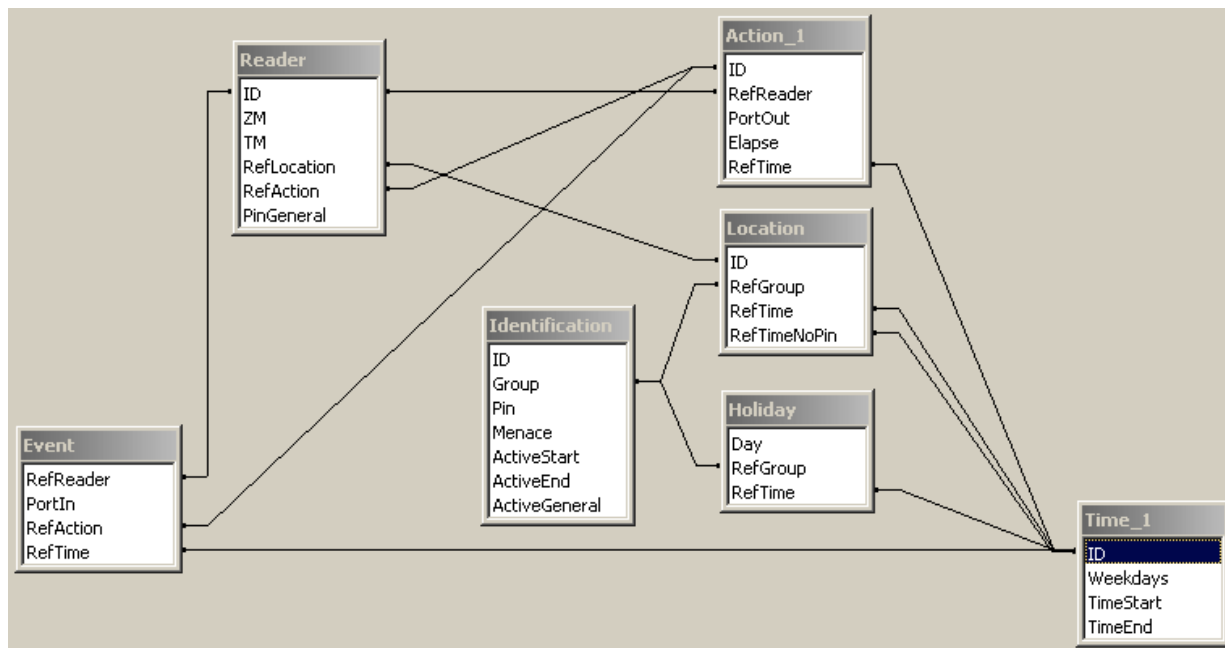 Reader
ID
ZM
TM
RefLocation
RefAction
PinGeneral
Action_1
ID
RefReader
PortOut
Elapse
RefTime
Location
ID
RefGroup
RefTime
RefTimeNoPin
Identification
ID
Group
Pin
Menace
ActiveStart
ActiveEnd
ActiveGeneral
Holiday
Day
RefGroup
RefTime
Event
RefReader
PortIn
RefAction
RefTime
Time_1
ID
Weekdays
TimeStart
TimeEnd